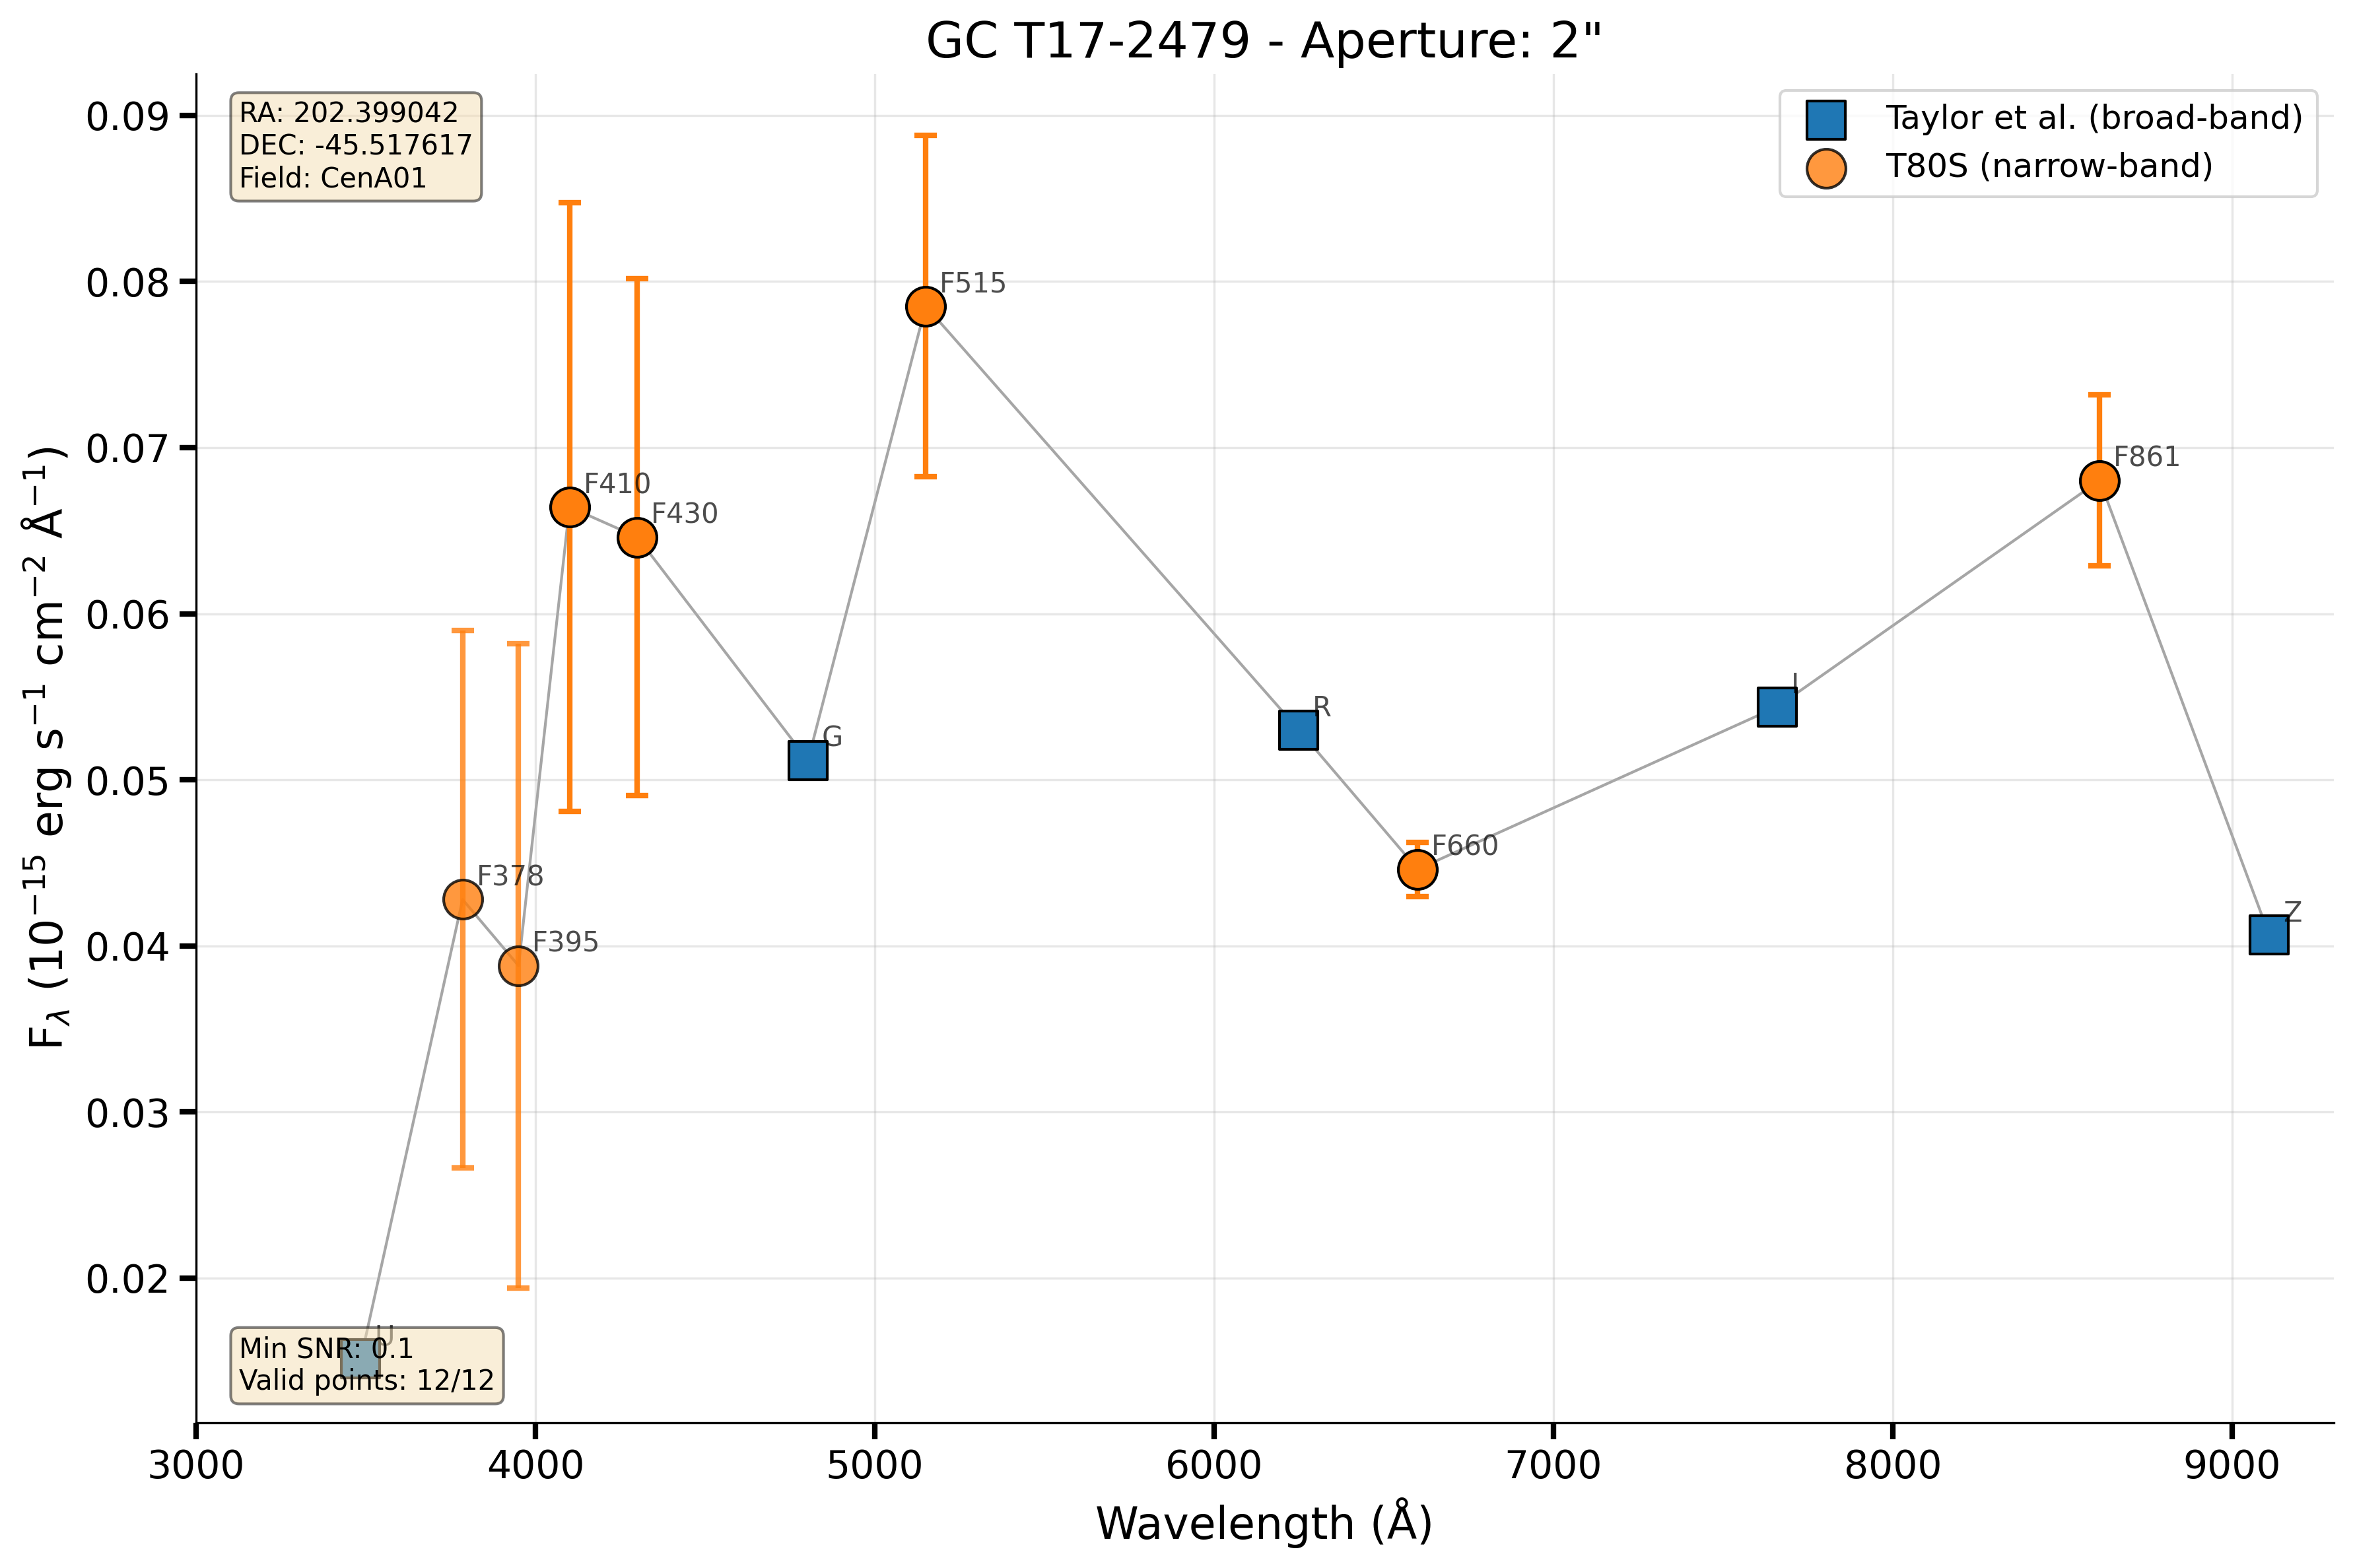 GC T17-2479 - Aperture: 2"
RA: 202.399042
DEC: -45.517617
Field: CenA01
Taylor et al. (broad-band)
T80S (narrow-band)
0.09
0.08
0.07
0.06
0.05
0.04
0.03
0.02
F_λ (10⁻¹⁵ erg s⁻¹ cm⁻² Å⁻¹)
U
F378
F395
F410
F430
G
F515
R
F660
I
F861
Z
Min SNR: 0.1
Valid points: 12/12
3000 4000 5000 6000 7000 8000 9000
Wavelength (Å)